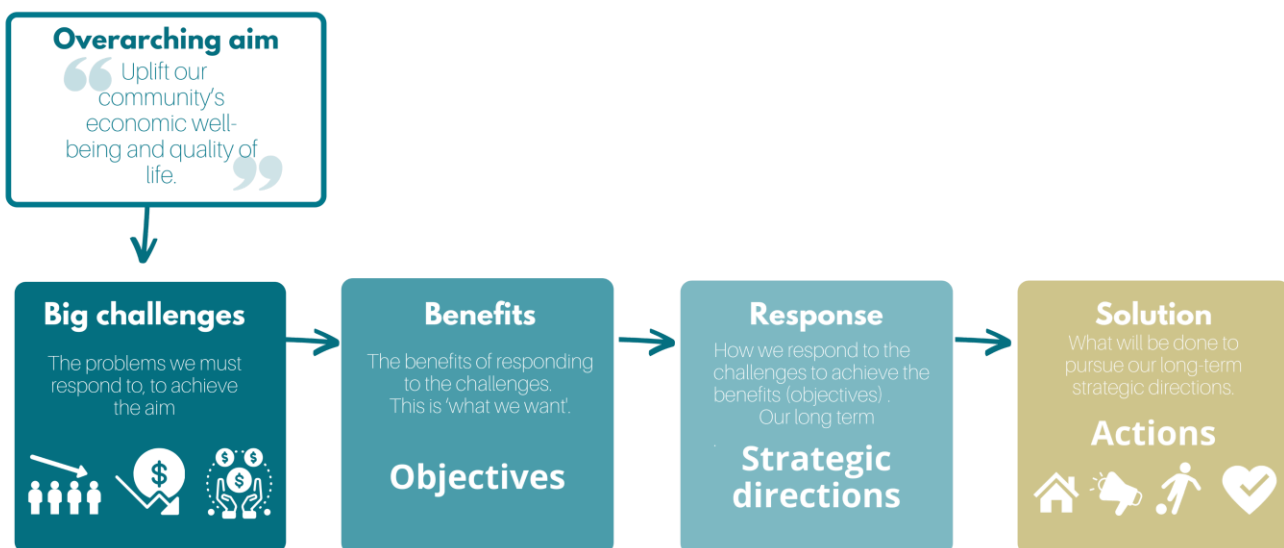 Overarching aim
Uplift our
community's
economic well-
being and quality of
life.
Big challenges
The problems we must
respond to, to achieve
the aim
Benefits
The benefits of responding
to the challenges.
This is 'what we want'.
Objectives
Response
How we respond to the
challenges to achieve the
benefits (objectives) .
Our long term
Strategic
directions
Solution
What will be done to
pursue our long-term
strategic directions.
Actions